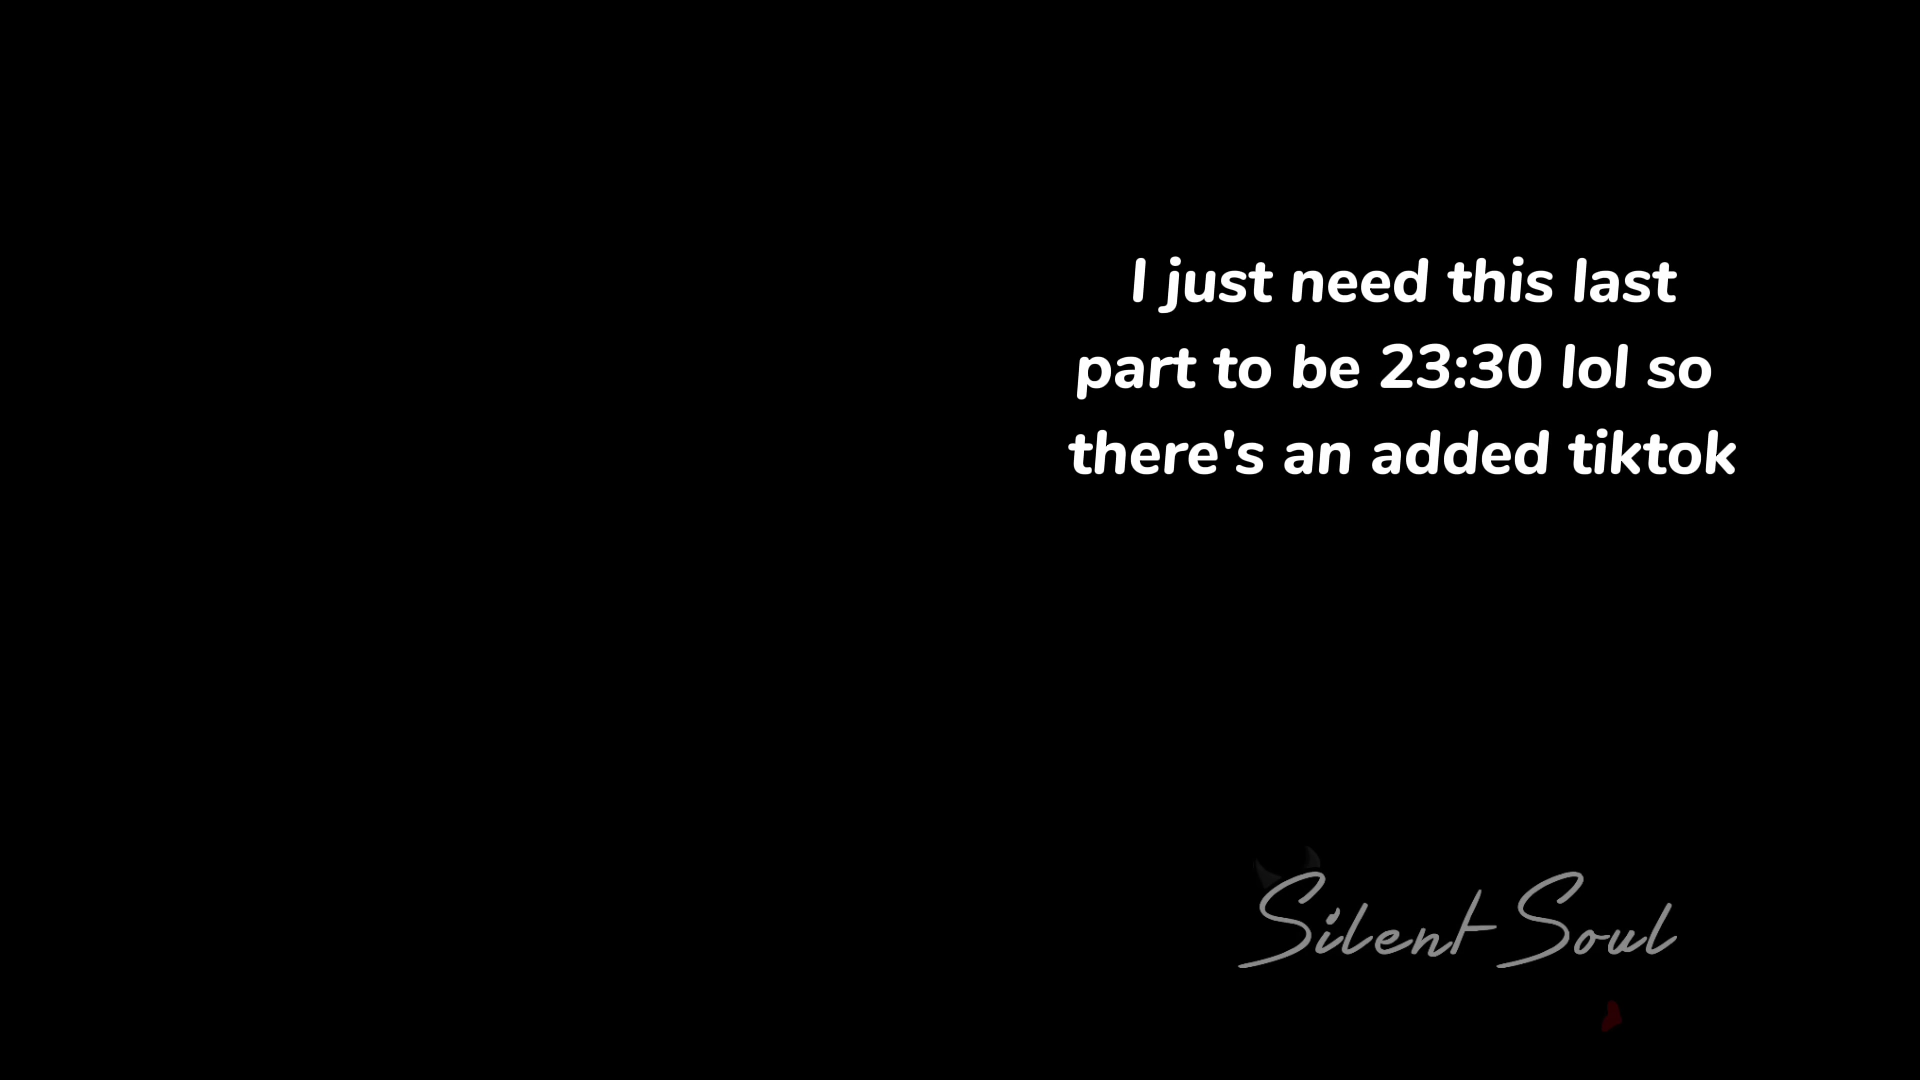 I just need this last
part to be 23:30 lol so
there's an added tiktok
Silent Soul